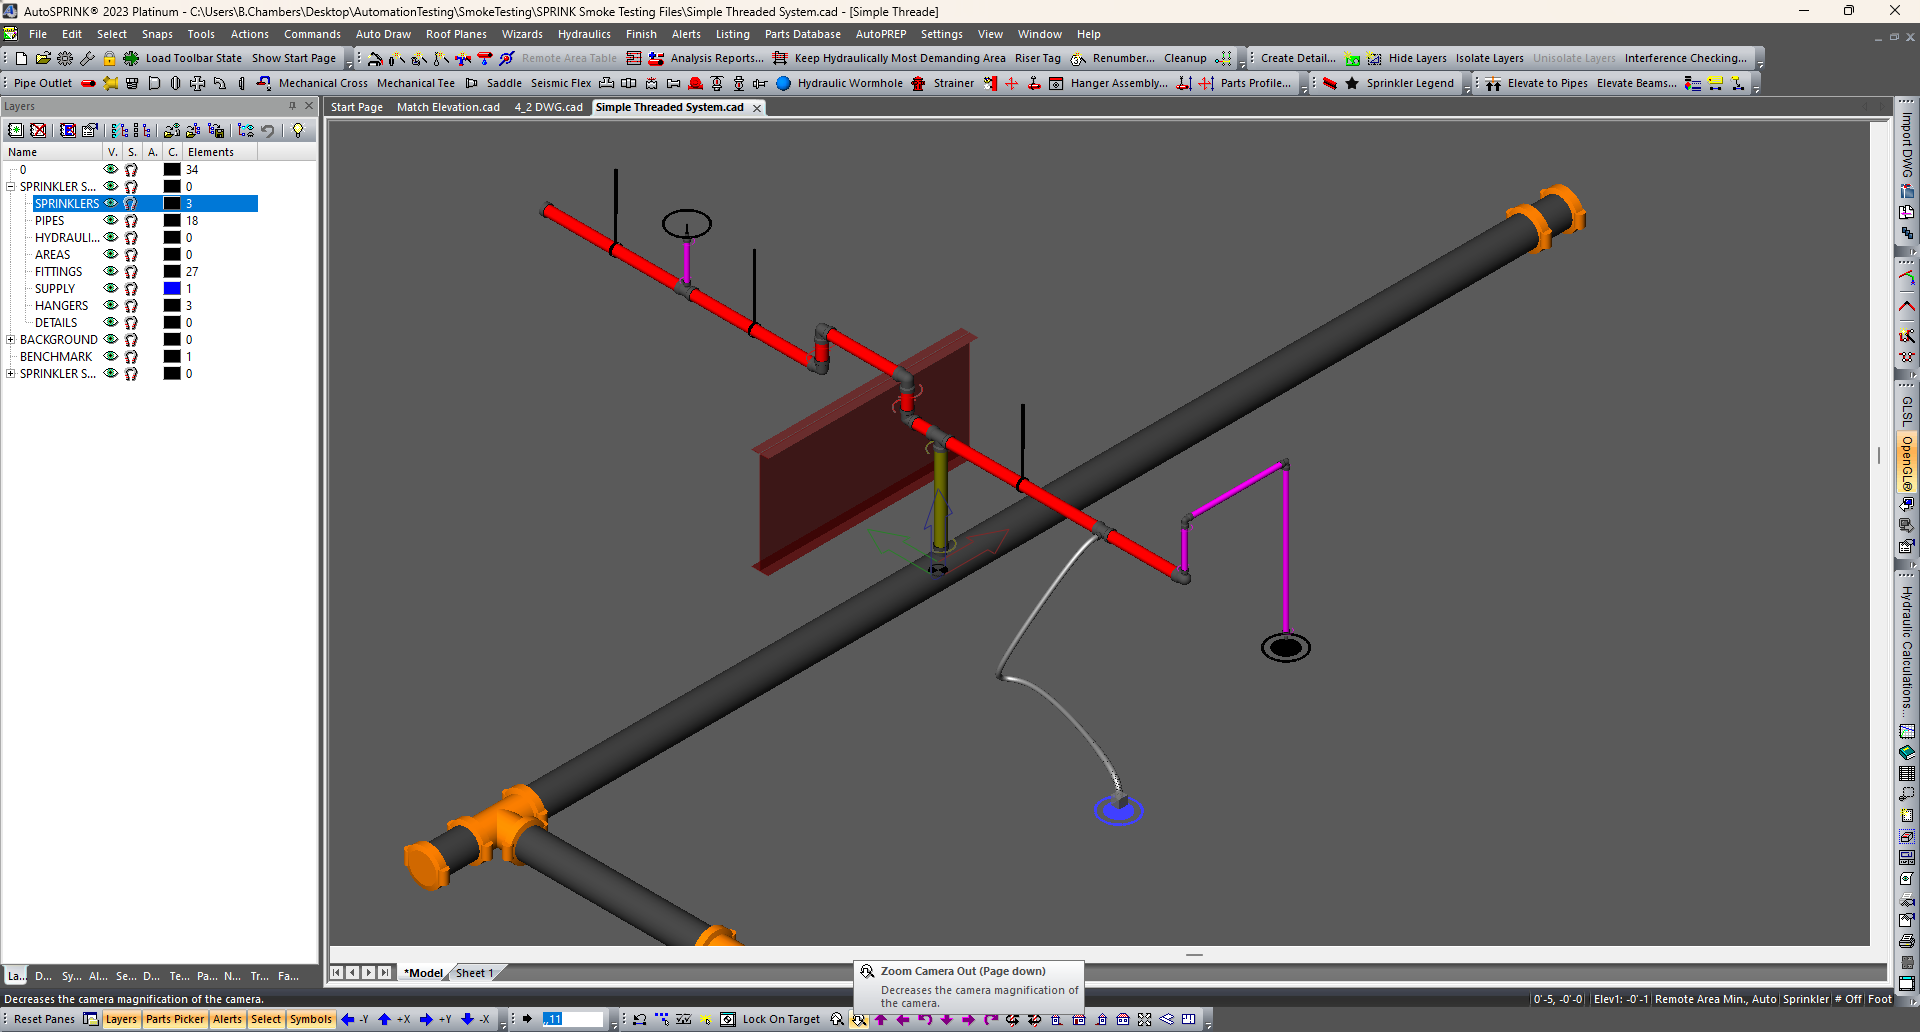 AutoSPRINK® 2023 Platinum - C:\Users\B.Chambers\Desktop\AutomationTesting\SmokeTesting\SPRINK Smoke Testing Files\Simple Threaded System.cad - [Simple Threade]
File Edit Select Snaps Tools Actions Commands Auto Draw Roof Planes Wizards Hydraulics Finish Alerts Listing Parts Database AutoPREP Settings View Window Help
Load Toolbar State Show Start Page Remote Area Table Analysis Reports... Keep Hydraulically Most Demanding Area Riser Tag Renumber... Cleanup Create Detail... Hide Layers Isolate Layers Unisolate Layers Interference Checking...
Pipe Outlet Mechanical Cross Mechanical Tee Saddle Seismic Flex Hydraulic Wormhole Strainer Hanger Assembly... Parts Profile... Sprinkler Legend Elevate to Pipes Elevate Beams...
Layers
Start Page Match Elevation.cad 4_2 DWG.cad Simple Threaded System.cad
Name V. S. A. C. Elements
0 34
SPRINKLER S... 0
SPRINKLERS 3
PIPES 18
HYDRAULI... 0
AREAS 0
FITTINGS 27
SUPPLY 1
HANGERS 3
DETAILS 0
BACKGROUND 0
BENCHMARK 1
SPRINKLER S... 0
Import DWG
GLSL
OpenGL®
Hydraulic Calculations...
La... D... Sy... Al... Se... D... Te... Pa... N... Tr... Fa...
*Model Sheet 1
Zoom Camera Out (Page down)
Decreases the camera magnification of
the camera.
Decreases the camera magnification of the camera.
0'-5, -0'-0 Elev1: -0'-1 Remote Area Min., Auto Sprinkler # Off Foot
Reset Panes Layers Parts Picker Alerts Select Symbols -Y +X +Y -X .11 Lock On Target